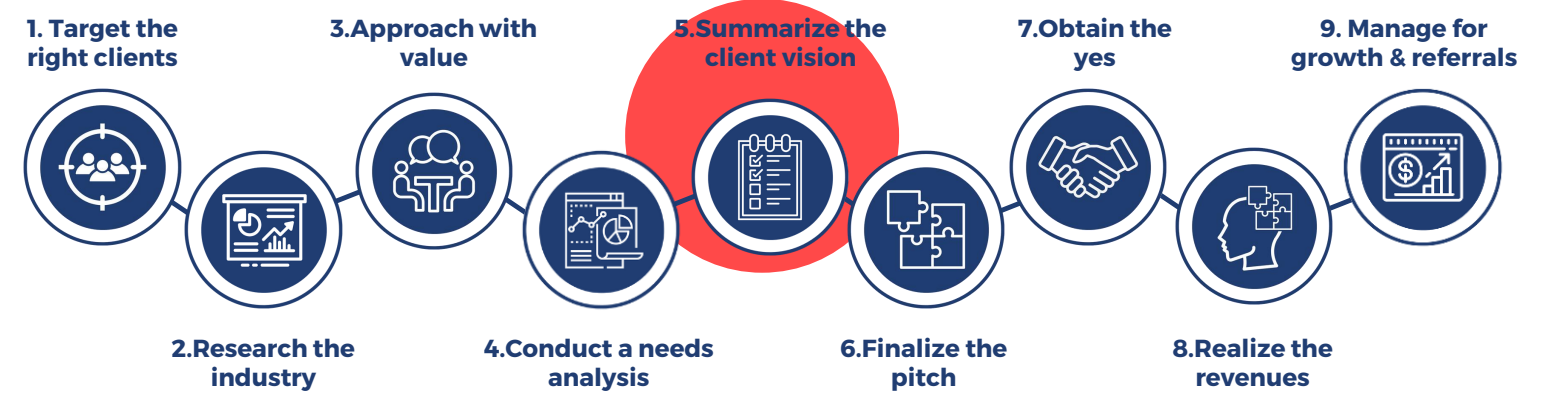 1. Target the
right clients
2.Research the
industry
3.Approach with
value
4.Conduct a needs
analysis
5.Summarize the
client vision
6.Finalize the
pitch
7.Obtain the
yes
8.Realize the
revenues
9. Manage for
growth & referrals